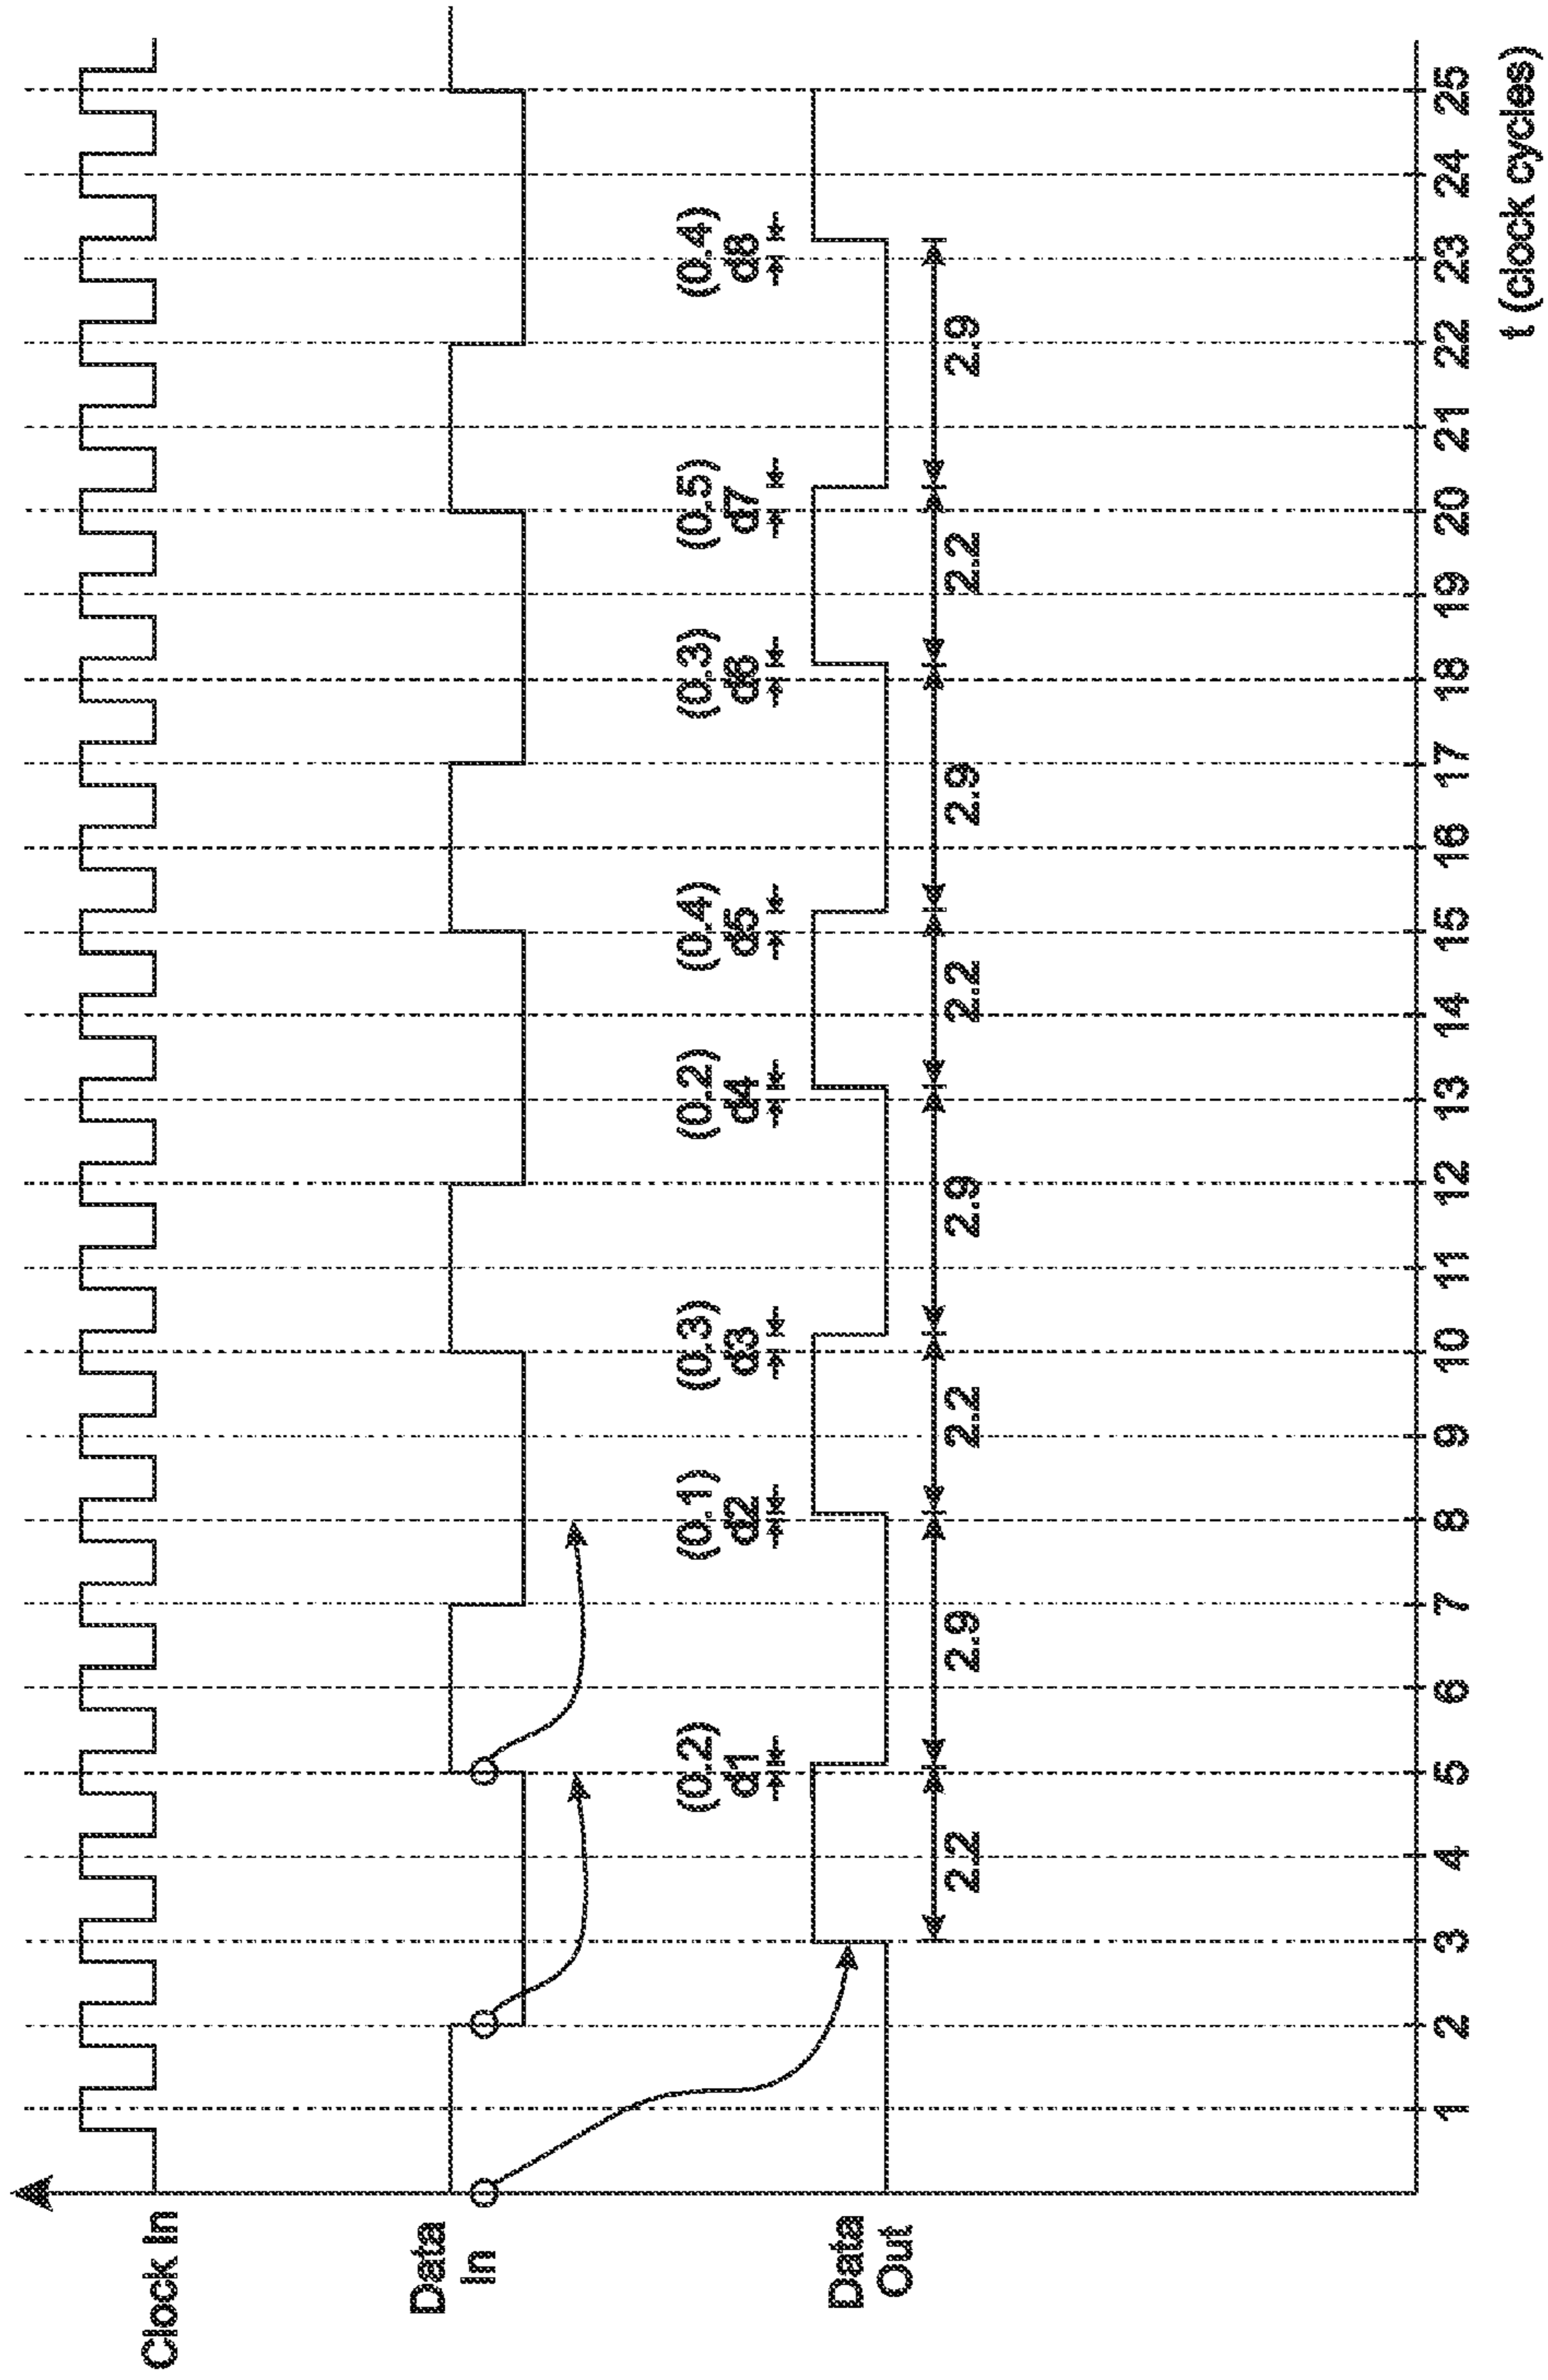 Clock In
Data
In
(0.2)
d1
(0.1)
d2
(0.3)
d3
(0.2)
d4
(0.4)
d5
(0.3)
d6
(0.5)
d7
(0.4)
d8
Data
Out
2.2
2.9
2.2
2.9
2.2
2.9
2.2
2.9
1 2 3 4 5 6 7 8 9 10 11 12 13 14 15 16 17 18 19 20 21 22 23 24 25
t (clock cycles)